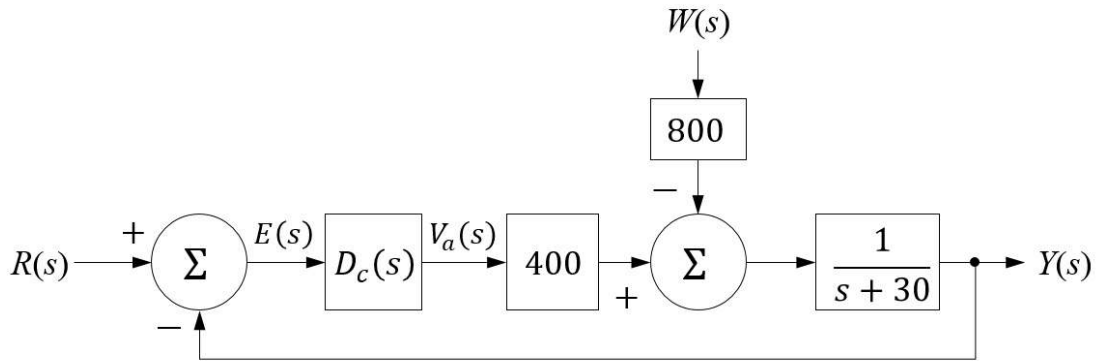 W(s)
800
−
+ E(s) V_a(s) 1
R(s) Σ D_c(s) 400 Σ Y(s)
− + s + 30